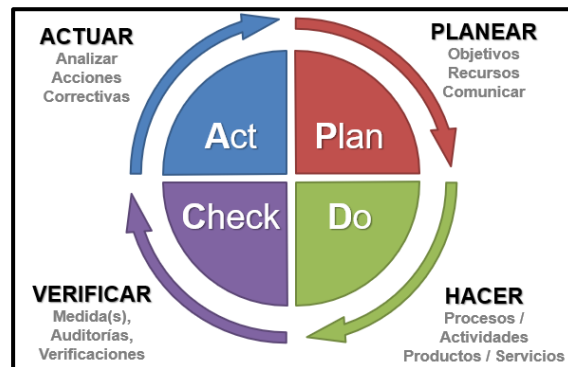 ACTUAR
Analizar
Acciones
Correctivas
PLANEAR
Objetivos
Recursos
Comunicar
Act
Plan
Check
Do
VERIFICAR
Medida(s),
Auditorías,
Verificaciones
HACER
Procesos /
Actividades
Productos / Servicios